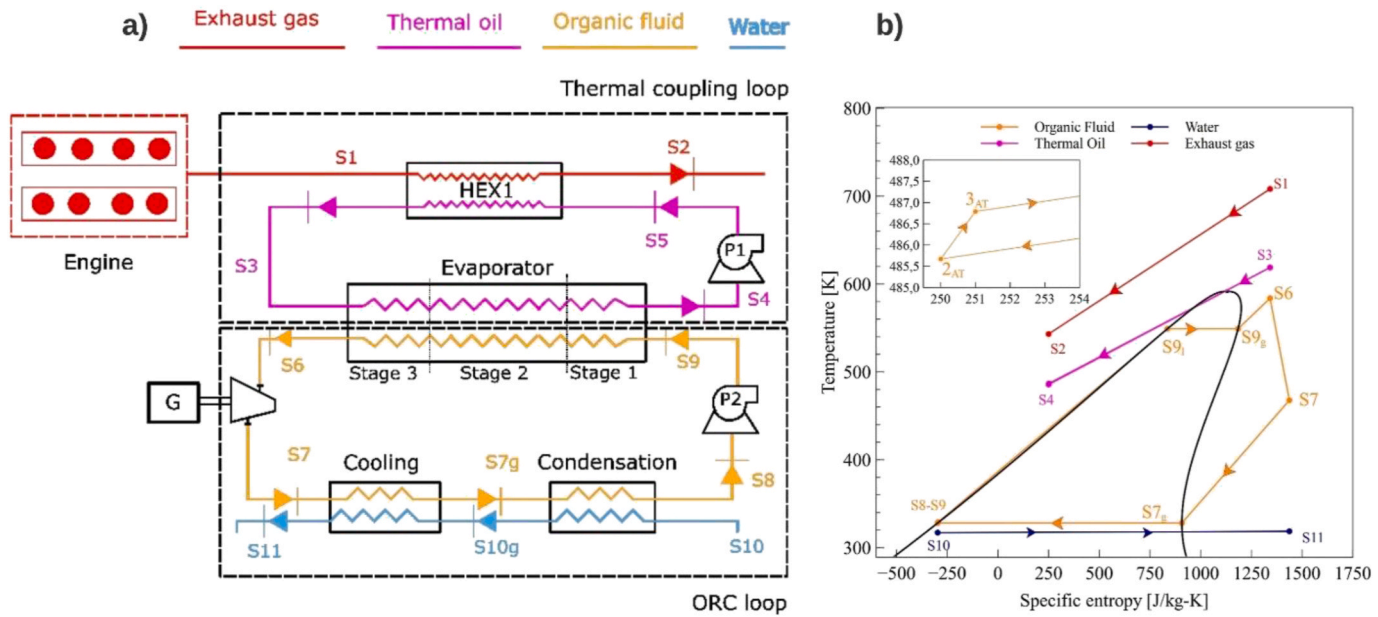 a)
Exhaust gas
Thermal oil
Organic fluid
Water
Thermal coupling loop
S1
S2
HEX1
Engine
S3
S5
P1
Evaporator
S4
S6
S9
Stage 3
Stage 2
Stage 1
G
P2
S7
Cooling
S7g
Condensation
S8
S11
S10g
S10
ORC loop
b)
800
700
600
500
400
300
Temperature [K]
Organic Fluid
Water
Thermal Oil
Exhaust gas
488,0
487,5
487,0
486,5
486,0
485,5
485,0
3AT
2AT
250
251
252
253
254
S1
S3
S6
S2
S9l
S9g
S4
S7
S8-S9
S7g
S10
S11
−500
−250
0
250
500
750
1000
1250
1500
1750
Specific entropy [J/kg-K]